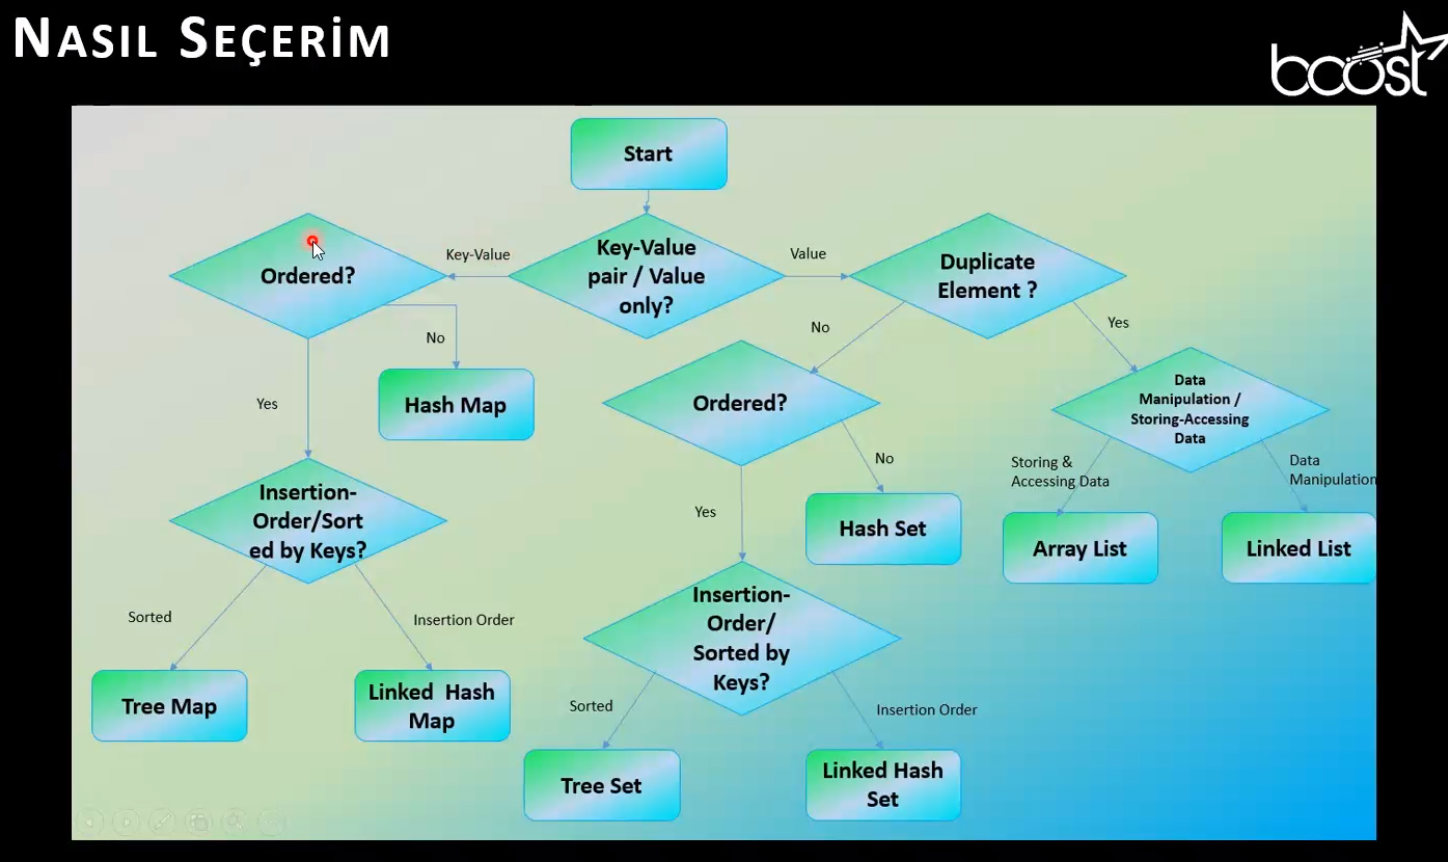 NASIL SEÇERİM
boost
Start
Ordered?
Key-Value
Key-Value
pair / Value
only?
Value
Duplicate
Element ?
No
Hash Map
Yes
No
Ordered?
Yes
Data
Manipulation /
Storing-Accessing
Data
Insertion-
Order/Sort
ed by Keys?
Yes
No
Hash Set
Storing &
Accessing Data
Data
Manipulation
Array List
Linked List
Sorted
Insertion Order
Tree Map
Linked Hash
Map
Insertion-
Order/
Sorted by
Keys?
Sorted
Insertion Order
Tree Set
Linked Hash
Set